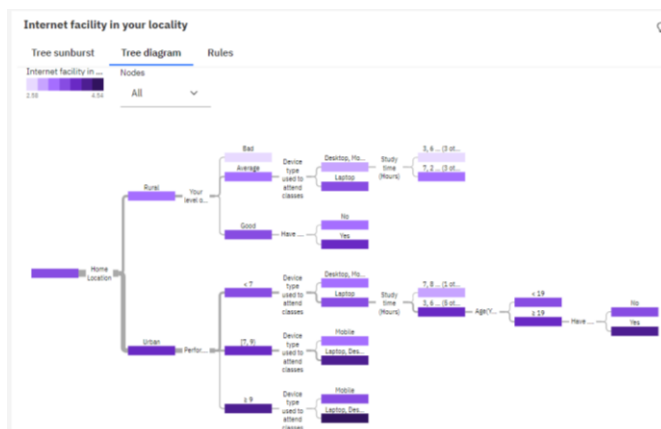 Internet facility in your locality
Tree sunburst
Tree diagram
Rules
Internet facility in ...
2.58
4.54
Nodes
All
Bad
Average
Rural
Your
level o...
Device
type
used to
attend
classes
Desktop, Mo...
Laptop
Study
time
(Hours)
3, 6 ... (3 ot...
7, 2 ... (3 ot...
Good
Have ...
No
Yes
Home
Location
< 7
Device
type
used to
attend
classes
Desktop, Mo...
Laptop
Study
time
(Hours)
7, 8 ... (1 ot...
3, 6 ... (5 ot...
Age(Y...
< 19
≥ 19
Have ...
No
Yes
Urban
Perfor...
[7, 9)
Device
type
used to
attend
classes
Mobile
Laptop, Des...
≥ 9
Device
type
used to
attend
classes
Mobile
Laptop, Des...